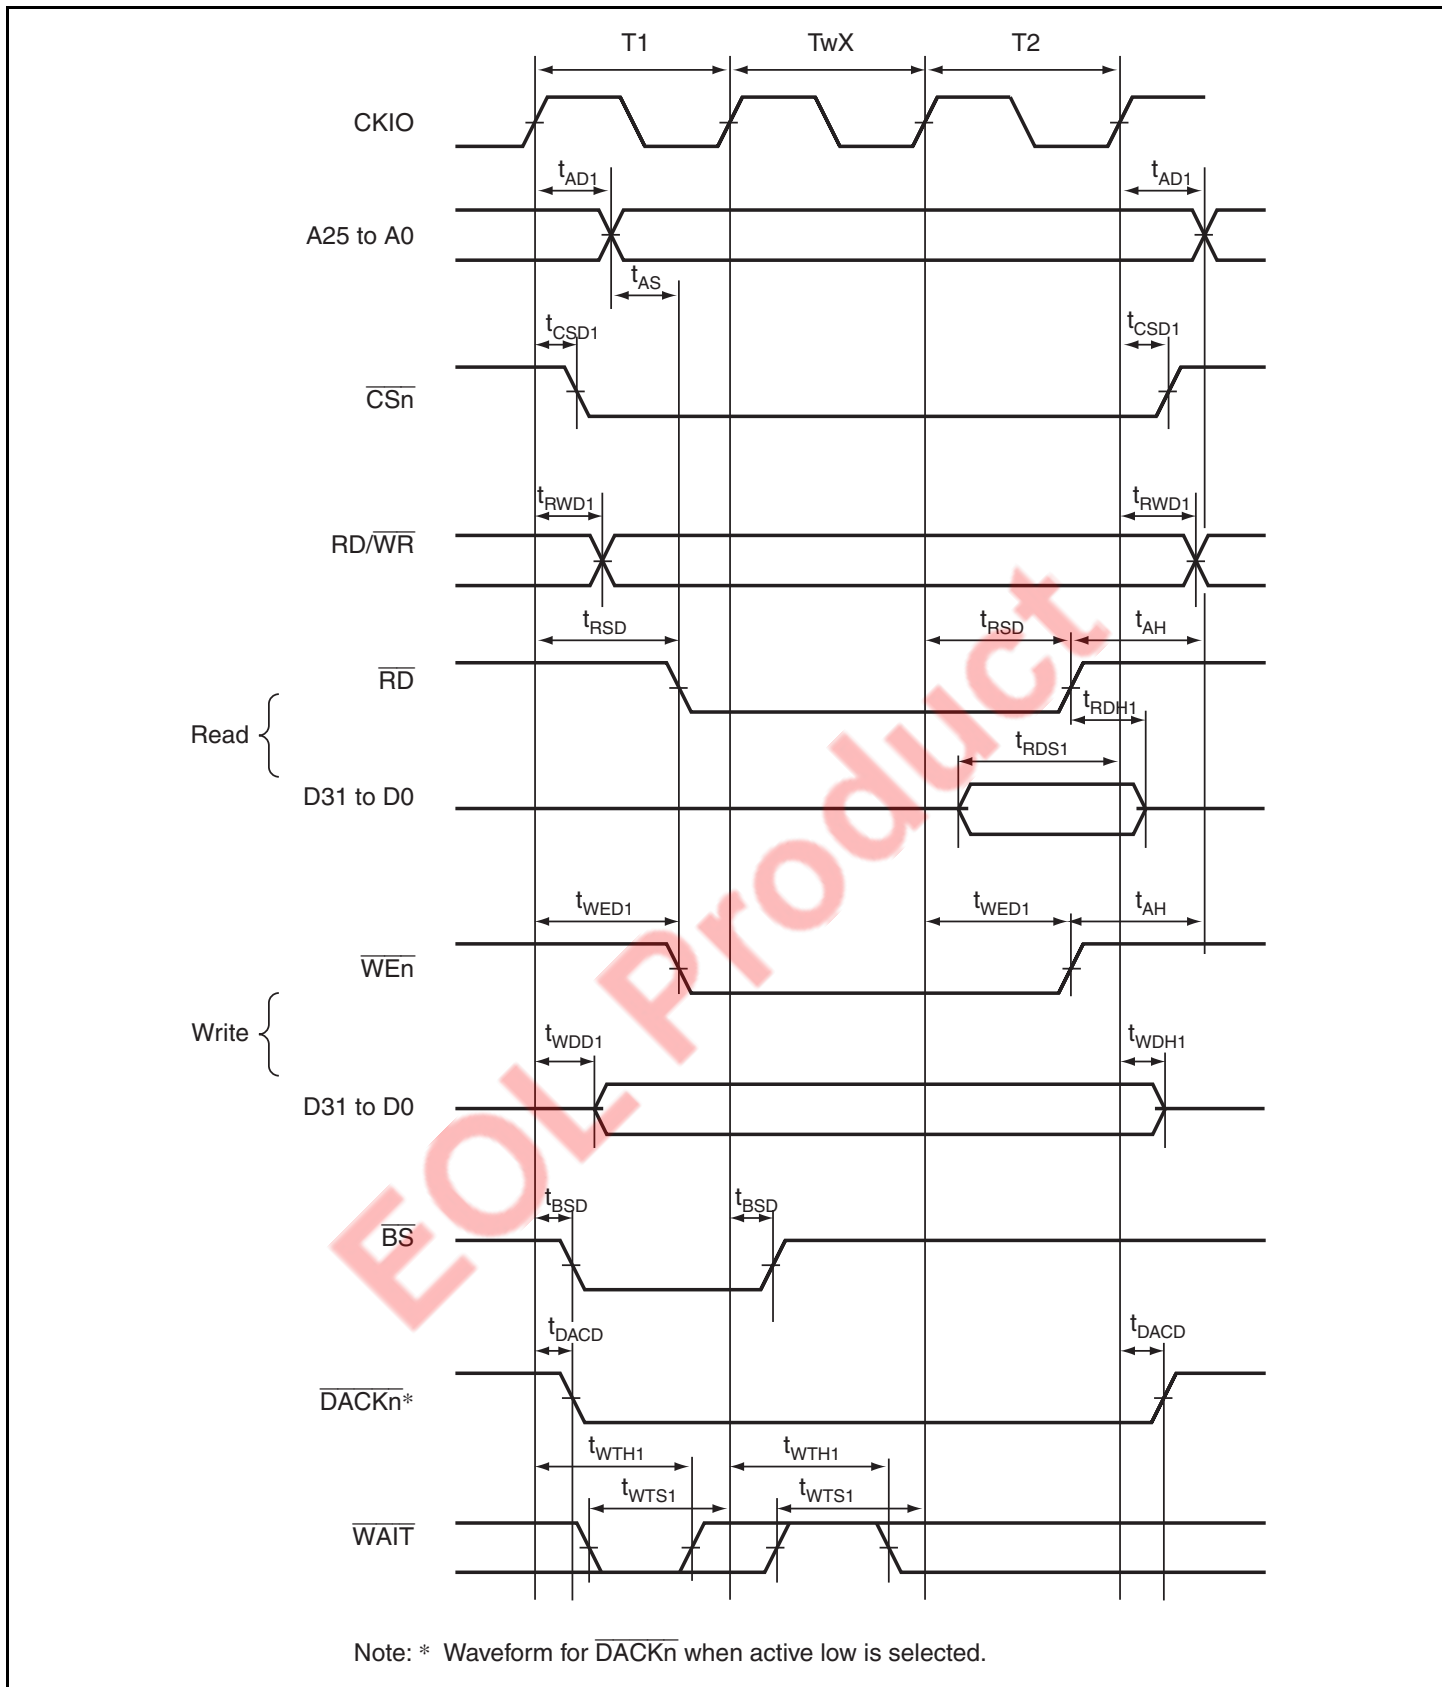 T1 TwX T2
CKIO
tAD1 tAD1
A25 to A0
tAS
tCSD1 tCSD1
CSn
tRWD1 tRWD1
RD/WR
tRSD tRSD tAH
RD
tRDH1
Read
tRDS1
D31 to D0
tWED1 tWED1 tAH
WEn
Write
tWDD1 tWDH1
D31 to D0
tBSD tBSD
BS
tDACD tDACD
DACKn*
tWTH1 tWTH1
tWTS1 tWTS1
WAIT
Note: * Waveform for DACKn when active low is selected.
EOL Product